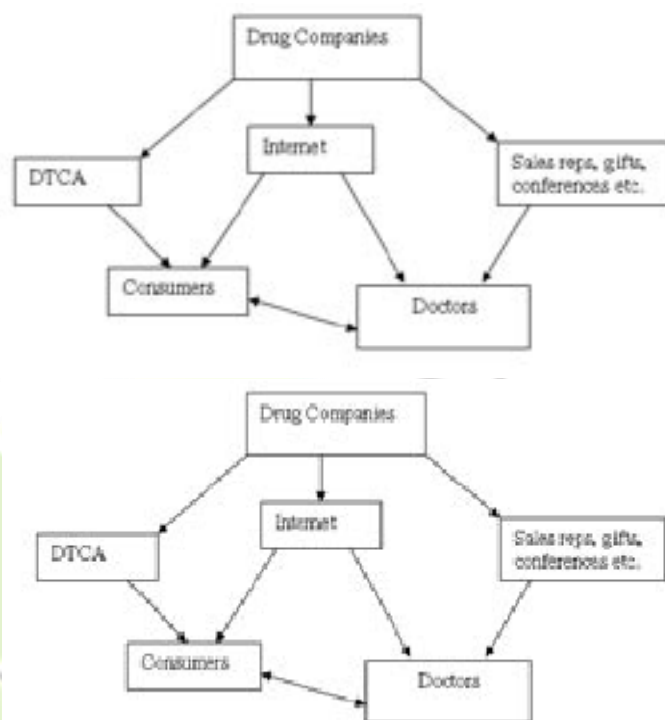 Drug Companies
Internet
DTCA
Sales reps, gifts,
conferences etc.
Consumers
Doctors
Drug Companies
Internet
DTCA
Sales reps, gifts,
conferences etc.
Consumers
Doctors